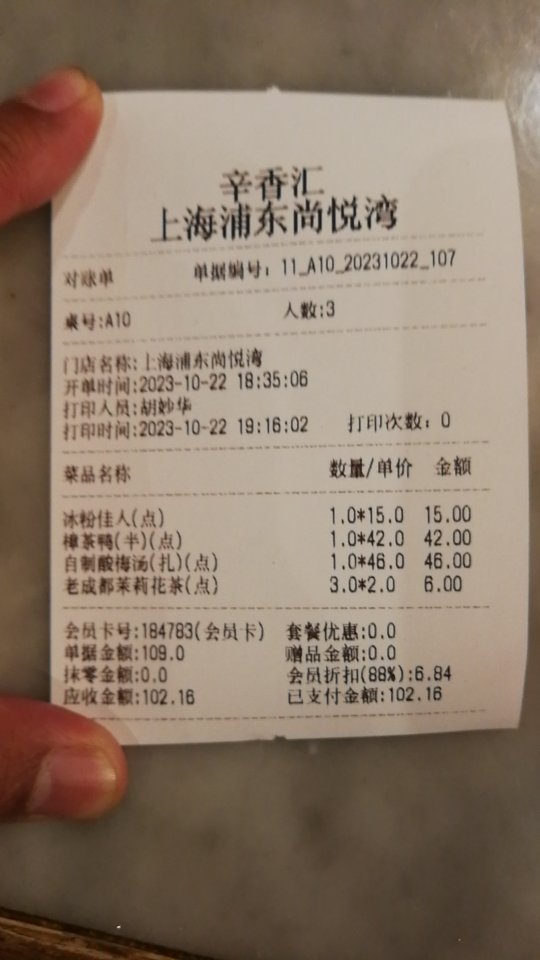 辛香汇
上海浦东尚悦湾
对账单 单据编号：11_A10_20231022_107
桌号:A10 人数:3
门店名称:上海浦东尚悦湾
开单时间:2023-10-22 18:35:06
打印人员:胡妙华
打印时间:2023-10-22 19:16:02 打印次数：0
菜品名称 数量/单价 金额
冰粉佳人(点) 1.0*15.0 15.00
樟茶鸭(半)(点) 1.0*42.0 42.00
自制酸梅汤(扎)(点) 1.0*46.0 46.00
老成都茉莉花茶(点) 3.0*2.0 6.00
会员卡号:184783(会员卡) 套餐优惠:0.0
单据金额:109.0 赠品金额:0.0
抹零金额:0.0 会员折扣(88%):6.84
应收金额:102.16 已支付金额:102.16